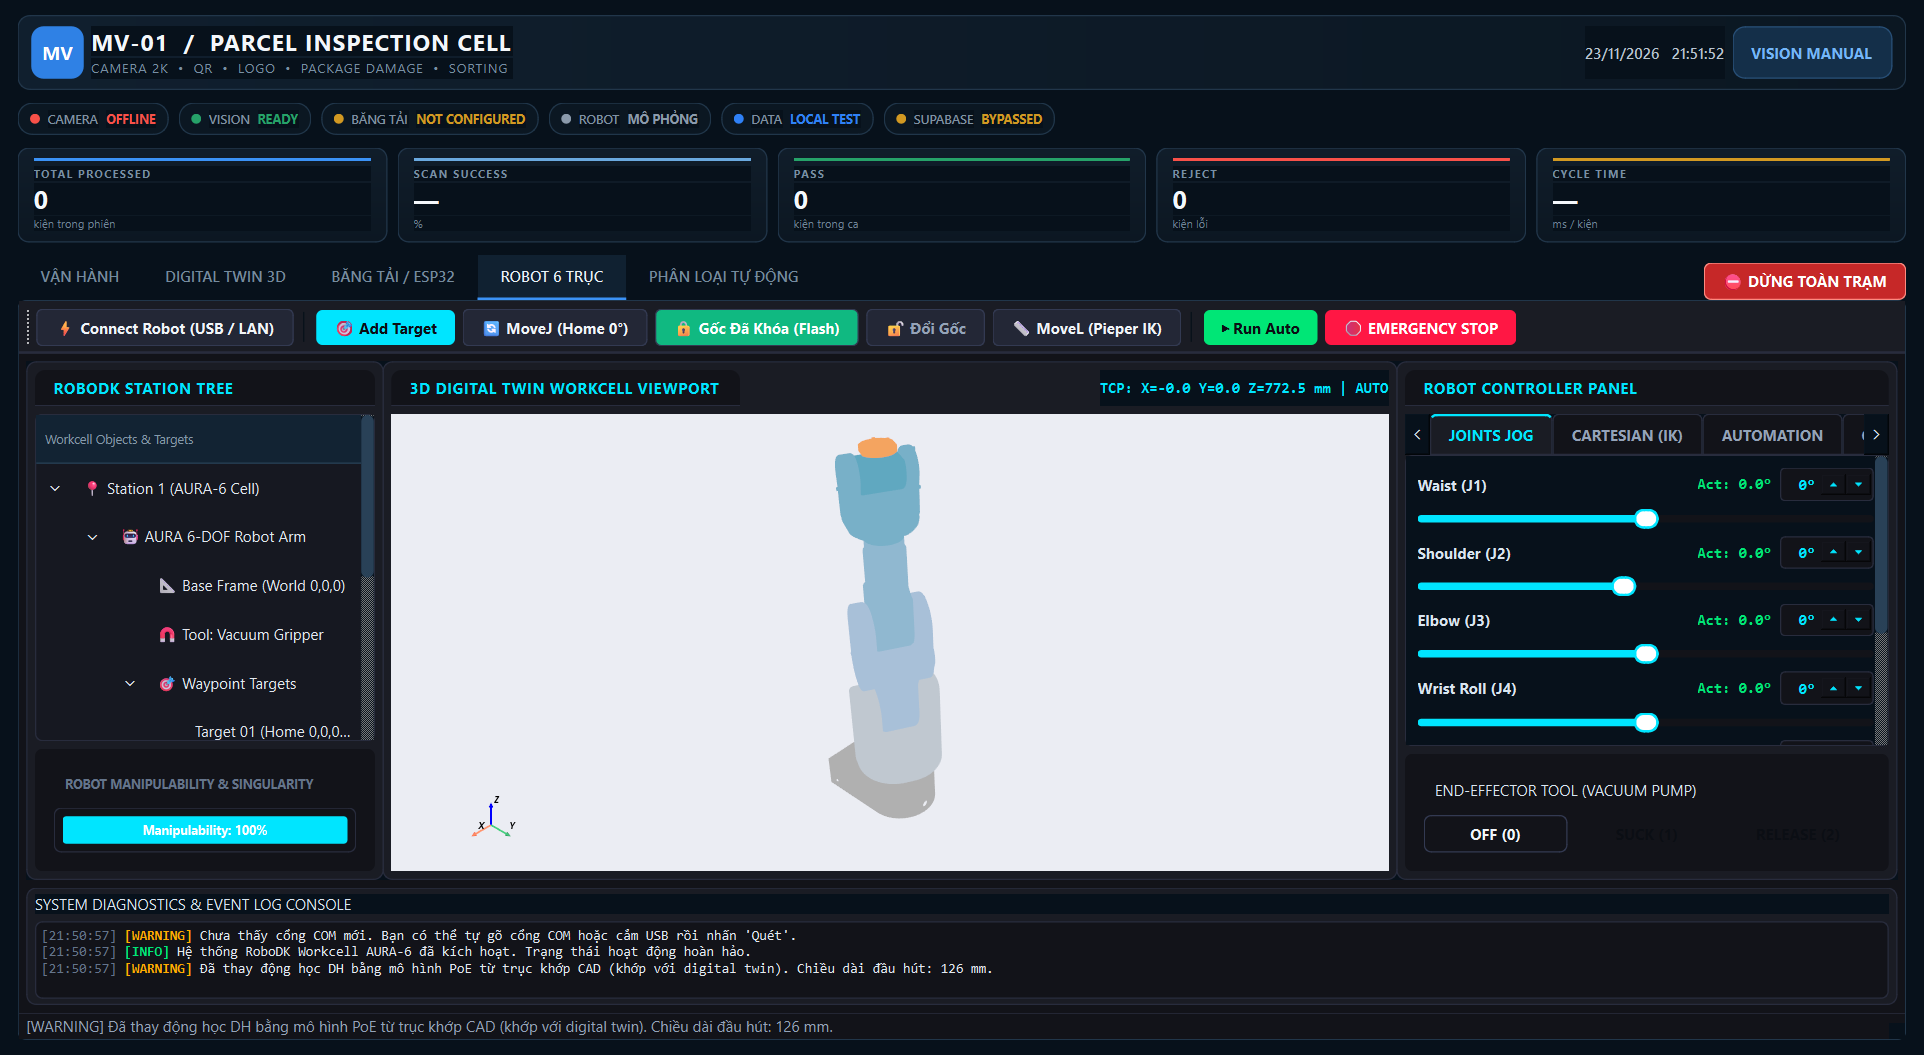 MV
MV-01 / PARCEL INSPECTION CELL
CAMERA 2K • QR • LOGO • PACKAGE DAMAGE • SORTING
23/11/2026 21:51:52
VISION MANUAL
CAMERA OFFLINE
VISION READY
BĂNG TẢI NOT CONFIGURED
ROBOT MÔ PHỎNG
DATA LOCAL TEST
SUPABASE BYPASSED
TOTAL PROCESSED
0
kiện trong phiên
SCAN SUCCESS
—
%
PASS
0
kiện trong ca
REJECT
0
kiện lỗi
CYCLE TIME
—
ms / kiện
VẬN HÀNH
DIGITAL TWIN 3D
BĂNG TẢI / ESP32
ROBOT 6 TRỤC
PHÂN LOẠI TỰ ĐỘNG
DỪNG TOÀN TRẠM
Connect Robot (USB / LAN)
Add Target
MoveJ (Home 0°)
Gốc Đã Khóa (Flash)
Đổi Gốc
MoveL (Pieper IK)
Run Auto
EMERGENCY STOP
ROBODK STATION TREE
Workcell Objects & Targets
Station 1 (AURA-6 Cell)
AURA 6-DOF Robot Arm
Base Frame (World 0,0,0)
Tool: Vacuum Gripper
Waypoint Targets
Target 01 (Home 0,0,0...
ROBOT MANIPULABILITY & SINGULARITY
Manipulability: 100%
3D DIGITAL TWIN WORKCELL VIEWPORT
TCP: X=-0.0 Y=0.0 Z=772.5 mm | AUTO
Z
X
Y
ROBOT CONTROLLER PANEL
JOINTS JOG
CARTESIAN (IK)
AUTOMATION
Waist (J1)
Act: 0.0°
0°
Shoulder (J2)
Act: 0.0°
0°
Elbow (J3)
Act: 0.0°
0°
Wrist Roll (J4)
Act: 0.0°
0°
END-EFFECTOR TOOL (VACUUM PUMP)
OFF (0)
SUCK (1)
RELEASE (2)
SYSTEM DIAGNOSTICS & EVENT LOG CONSOLE
[21:50:57] [WARNING] Chưa thấy cổng COM mới. Bạn có thể tự gõ cổng COM hoặc cắm USB rồi nhấn 'Quét'.
[21:50:57] [INFO] Hệ thống RoboDK Workcell AURA-6 đã kích hoạt. Trạng thái hoạt động hoàn hảo.
[21:50:57] [WARNING] Đã thay động học DH bằng mô hình PoE từ trục khớp CAD (khớp với digital twin). Chiều dài đầu hút: 126 mm.
[WARNING] Đã thay động học DH bằng mô hình PoE từ trục khớp CAD (khớp với digital twin). Chiều dài đầu hút: 126 mm.